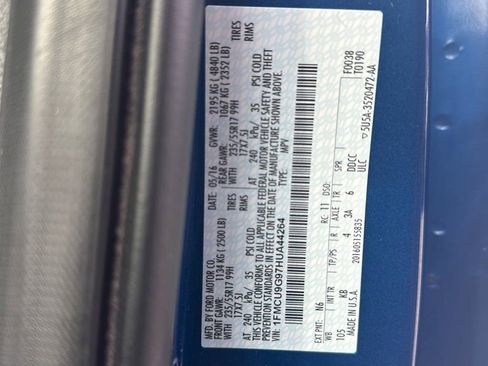 MFD. BY FORD MOTOR CO.
DATE: 05/16 GVWR: 2195 KG ( 4840 LB)
FRONT GAWR: 1134 KG (2500 LB) REAR GAWR: 1067 KG ( 2352 LB)
235/55R17 99H TIRES WITH 235/55R17 99H TIRES
17X7.5J RIMS 17X7.5J RIMS
AT 240 kPa/ 35 PSI COLD AT 240 kPa/ 35 PSI COLD
THIS VEHICLE CONFORMS TO ALL APPLICABLE FEDERAL MOTOR VEHICLE SAFETY AND BUMPER
STANDARDS IN EFFECT ON THE DATE OF MANUFACTURE SHOWN ABOVE.
VIN: 1FMCU9G97HUA44264 TYPE: MPV
F0038
T0190
EXT PNT: N6 RC: 11 DSO:
WB INT TR TP/PS R AXLE TR SPR
105 KB 4 3A 6 DDCC
ULC
MADE IN U.S.A. 201605155835
5U5A-3520472-AA